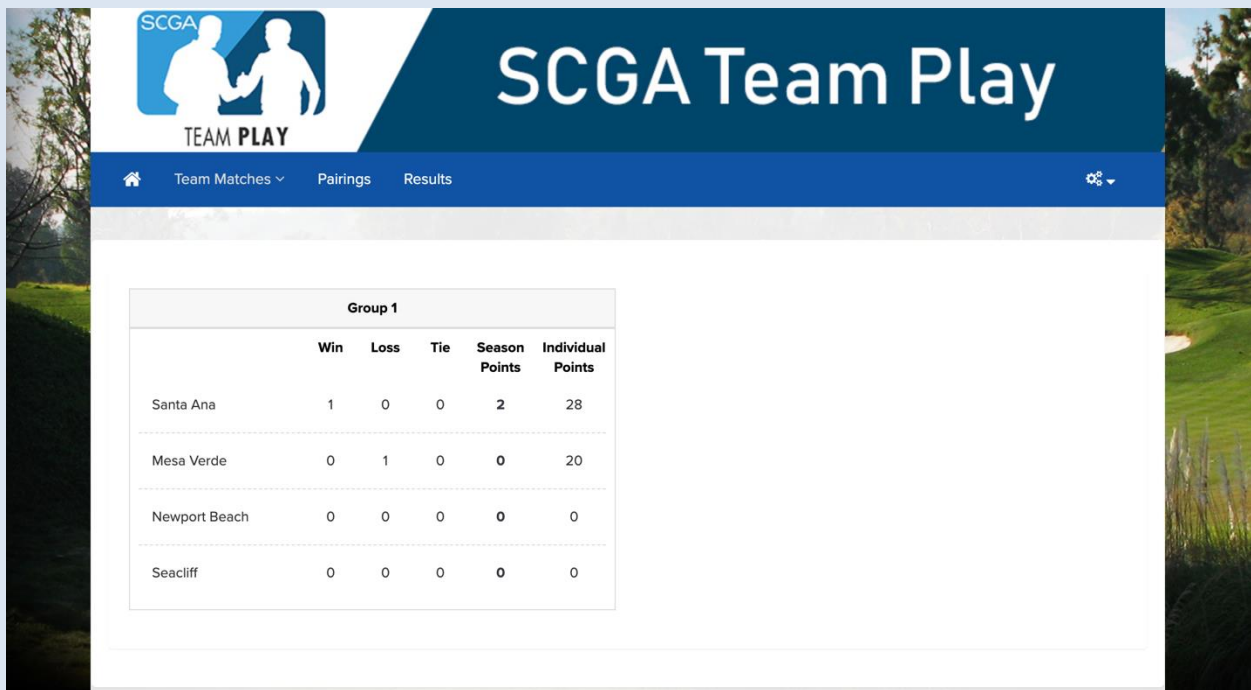 SCGA
TEAM PLAY
SCGA Team Play
Team Matches Pairings Results
Group 1
Win Loss Tie Season Points Individual Points
Santa Ana 1 0 0 2 28
Mesa Verde 0 1 0 0 20
Newport Beach 0 0 0 0 0
Seacliff 0 0 0 0 0